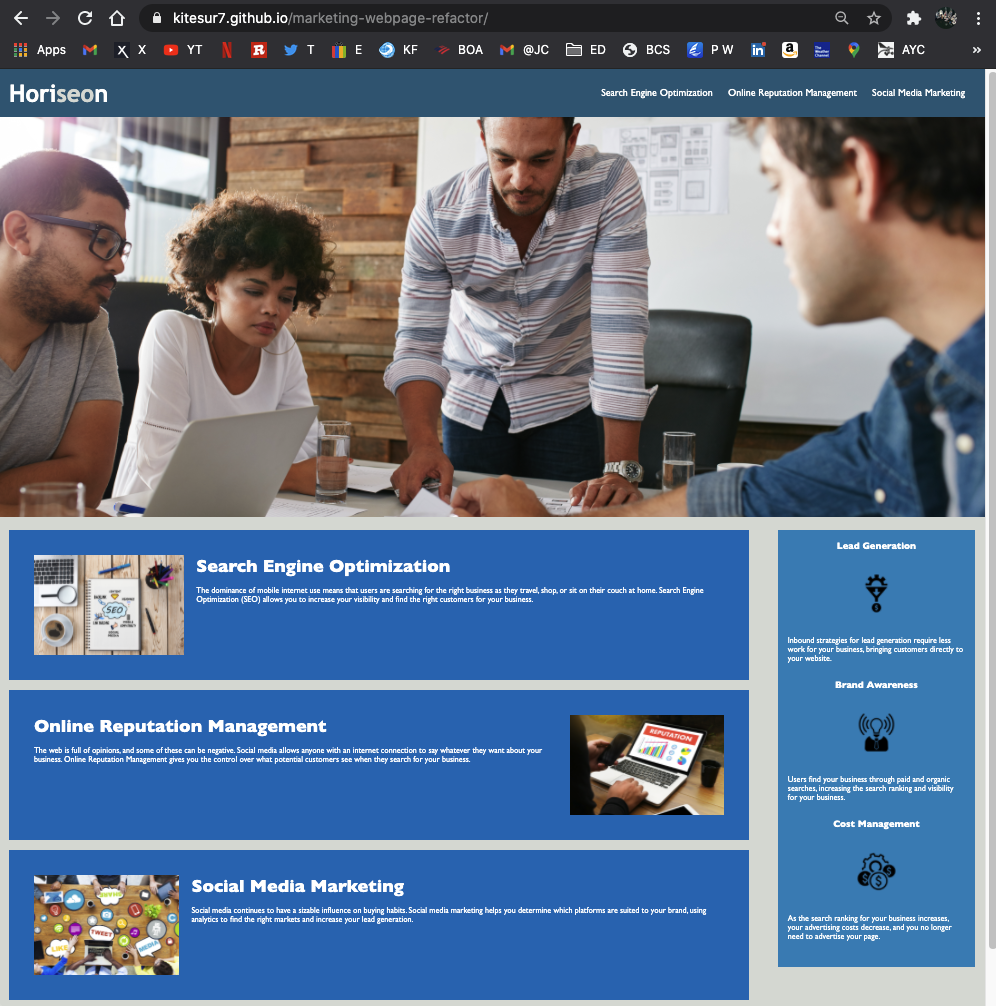 kitesur7.github.io/marketing-webpage-refactor/
Apps X YT T E KF BOA @JC ED BCS P W AYC »
Horiseon
Search Engine Optimization Online Reputation Management Social Media Marketing
Search Engine Optimization
The dominance of mobile internet use means that users are searching for the right business as they travel, shop, or sit on their couch at home. Search Engine
Optimization (SEO) allows you to increase your visibility and find the right customers for your business.
SEO
Online Reputation Management
The web is full of opinions, and some of these can be negative. Social media allows anyone with an internet connection to say whatever they want about your
business. Online Reputation Management gives you the control over what potential customers see when they search for your business.
REPUTATION
Social Media Marketing
Social media continues to have a sizable influence on buying habits. Social media marketing helps you determine which platforms are suited to your brand, using
analytics to find the right markets and increase your lead generation.
TWEET
LIKE
MEDIA
Lead Generation
Inbound strategies for lead generation require less
work for your business, bringing customers directly to
your website.
Brand Awareness
Users find your business through paid and organic
searches, increasing the search ranking and visibility
for your business.
Cost Management
As the search ranking for your business increases,
your advertising costs decrease, and you no longer
need to advertise your page.